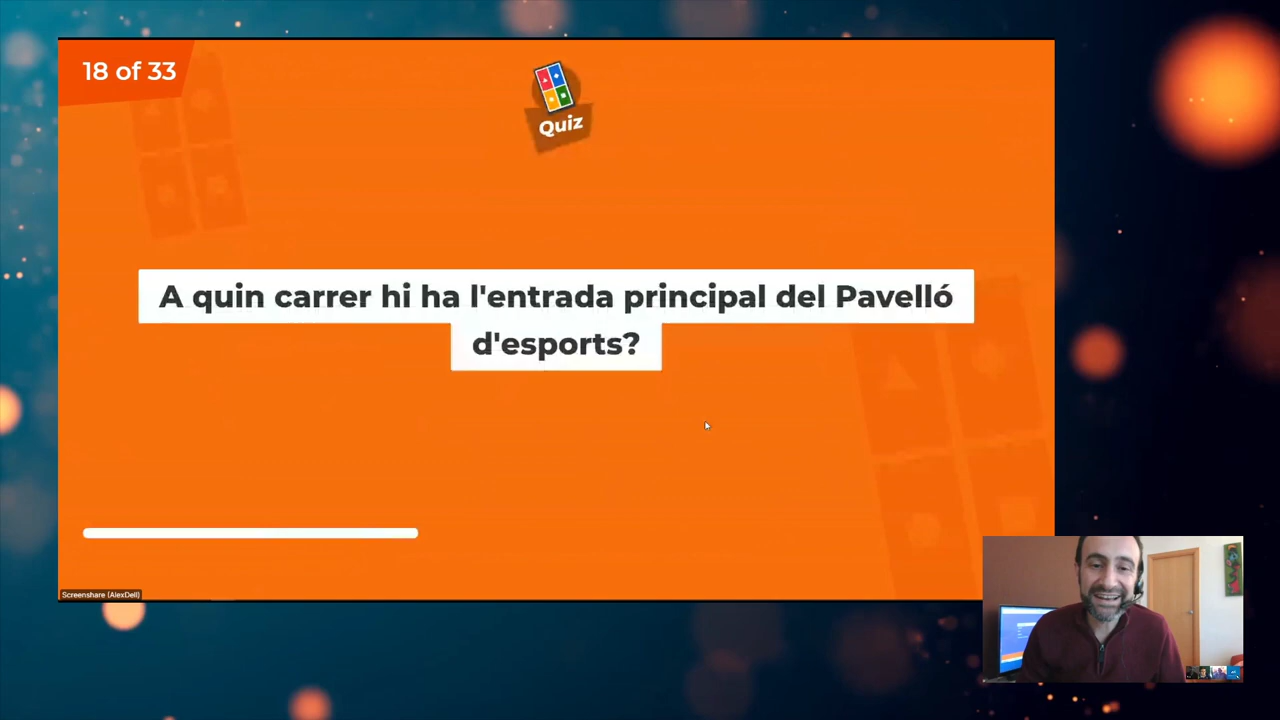 18 of 33
Quiz
A quin carrer hi ha l'entrada principal del Pavelló
d'esports?
Screenshare (AlexDell)